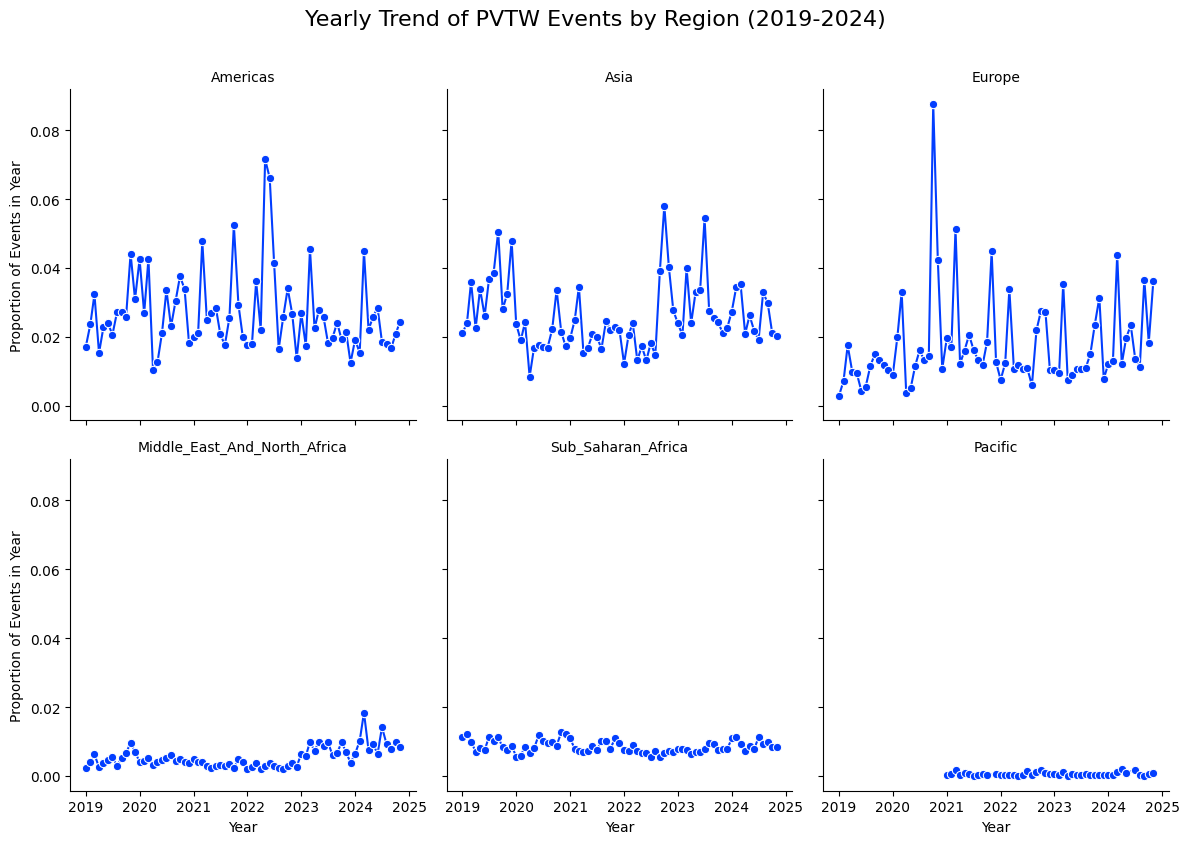 Yearly Trend of PVTW Events by Region (2019-2024)
Americas
Asia
Europe
0.08
0.06
0.04
0.02
0.00
Proportion of Events in Year
Middle_East_And_North_Africa
Sub_Saharan_Africa
Pacific
0.08
0.06
0.04
0.02
0.00
Proportion of Events in Year
2019 2020 2021 2022 2023 2024 2025
2019 2020 2021 2022 2023 2024 2025
2019 2020 2021 2022 2023 2024 2025
Year
Year
Year